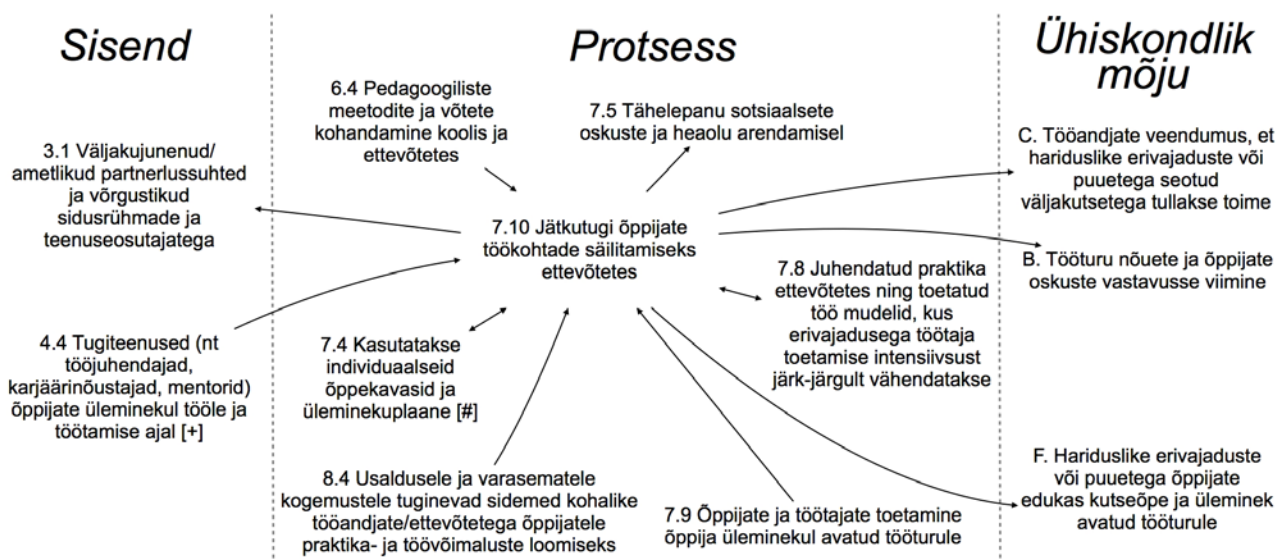 Sisend
Protsess
Ühiskondlik
mõju
3.1 Väljakujunenud/
ametlikud partnerlussuhted
ja võrgustikud
sidusrühmade ja
teenuseosutajatega
4.4 Tugiteenused (nt
tööjuhendajad,
karjäärinõustajad, mentorid)
õppijate üleminekul tööle ja
töötamise ajal [+]
6.4 Pedagoogiliste
meetodite ja võtete
kohandamine koolis ja
ettevõtetes
7.5 Tähelepanu sotsiaalsete
oskuste ja heaolu arendamisel
7.10 Jätkutugi õppijate
töökohtade säilitamiseks
ettevõtetes
7.8 Juhendatud praktika
ettevõtetes ning toetatud
töö mudelid, kus
erivajadusega töötaja
toetamise intensiivsust
järk-järgult vähendatakse
7.4 Kasutatakse
individuaalseid
õppekavasid ja
üleminekuplaane [#]
8.4 Usaldusele ja varasematele
kogemustele tuginevad sidemed kohalike
tööandjate/ettevõtetega õppijatele
praktika- ja töövõimaluste loomiseks
7.9 Õppijate ja töötajate toetamine
õppija üleminekul avatud tööturule
C. Tööandjate veendumus, et
hariduslike erivajaduste või
puuetega seotud
väljakutsetega tullakse toime
B. Tööturu nõuete ja õppijate
oskuste vastavusse viimine
F. Hariduslike erivajaduste
või puuetega õppijate
edukas kutseõpe ja üleminek
avatud tööturule